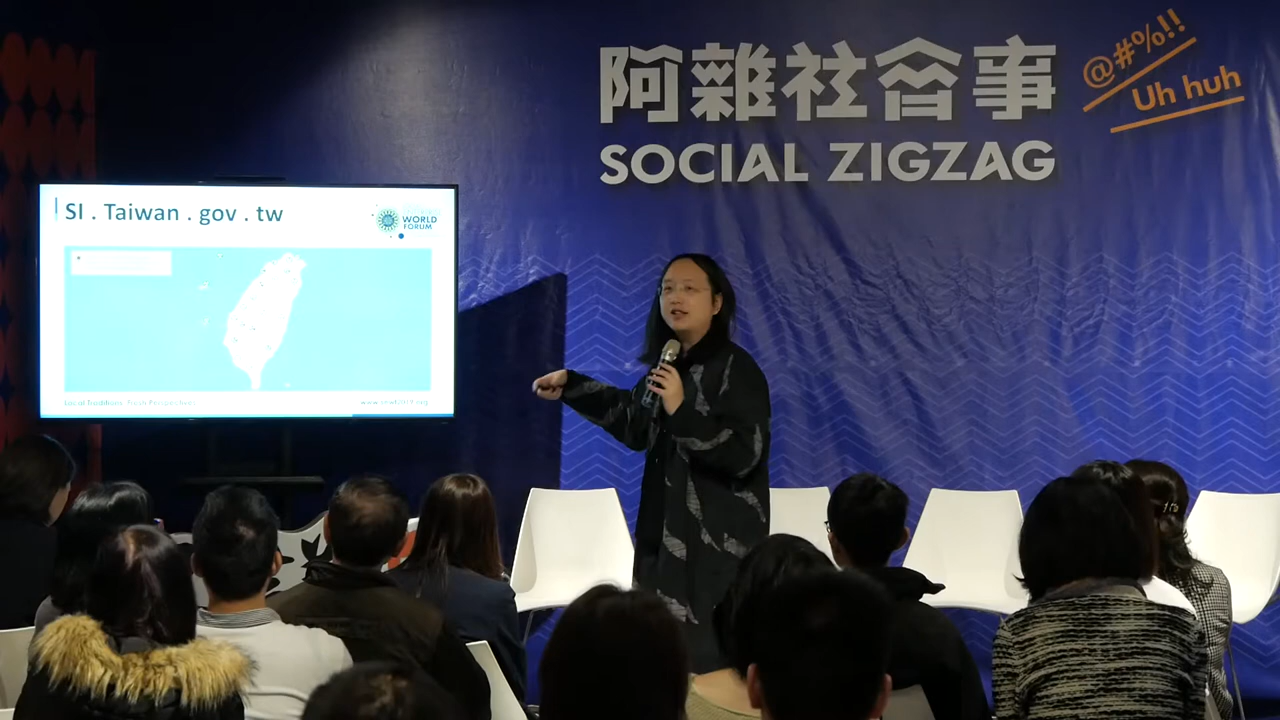 阿雜社會事
@#%!!
Uh huh
SOCIAL ZIGZAG
SI . Taiwan . gov . tw
WORLD
FORUM